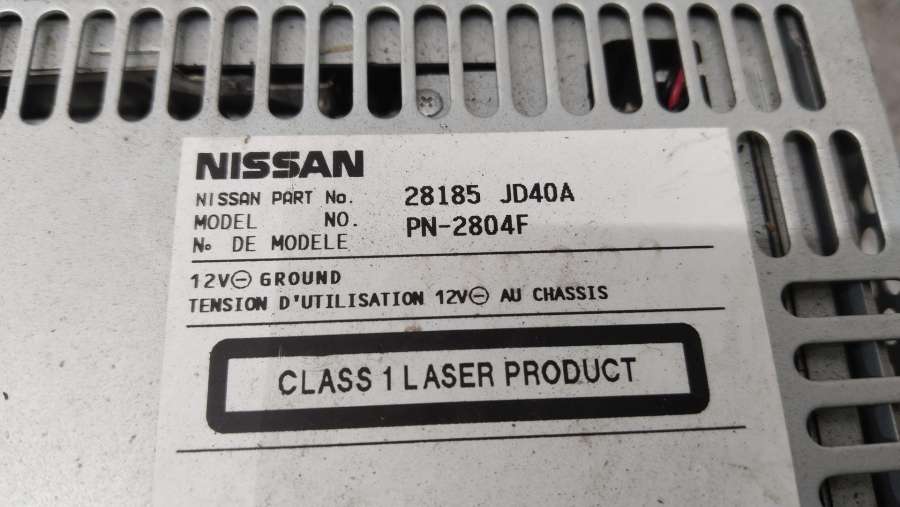 NISSAN
NISSAN PART No. 28185 JD40A
MODEL NO. PN-2804F
No DE MODELE
12V⊖ GROUND
TENSION D'UTILISATION 12V⊖ AU CHASSIS
CLASS 1 LASER PRODUCT